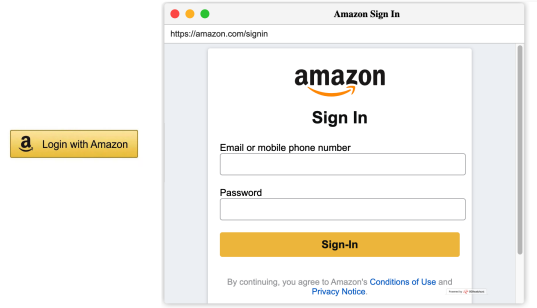 Amazon Sign In
https://amazon.com/signin
amazon
Sign In
Email or mobile phone number
Login with Amazon
Password
Sign-In
By continuing, you agree to Amazon's Conditions of Use and
Privacy Notice.